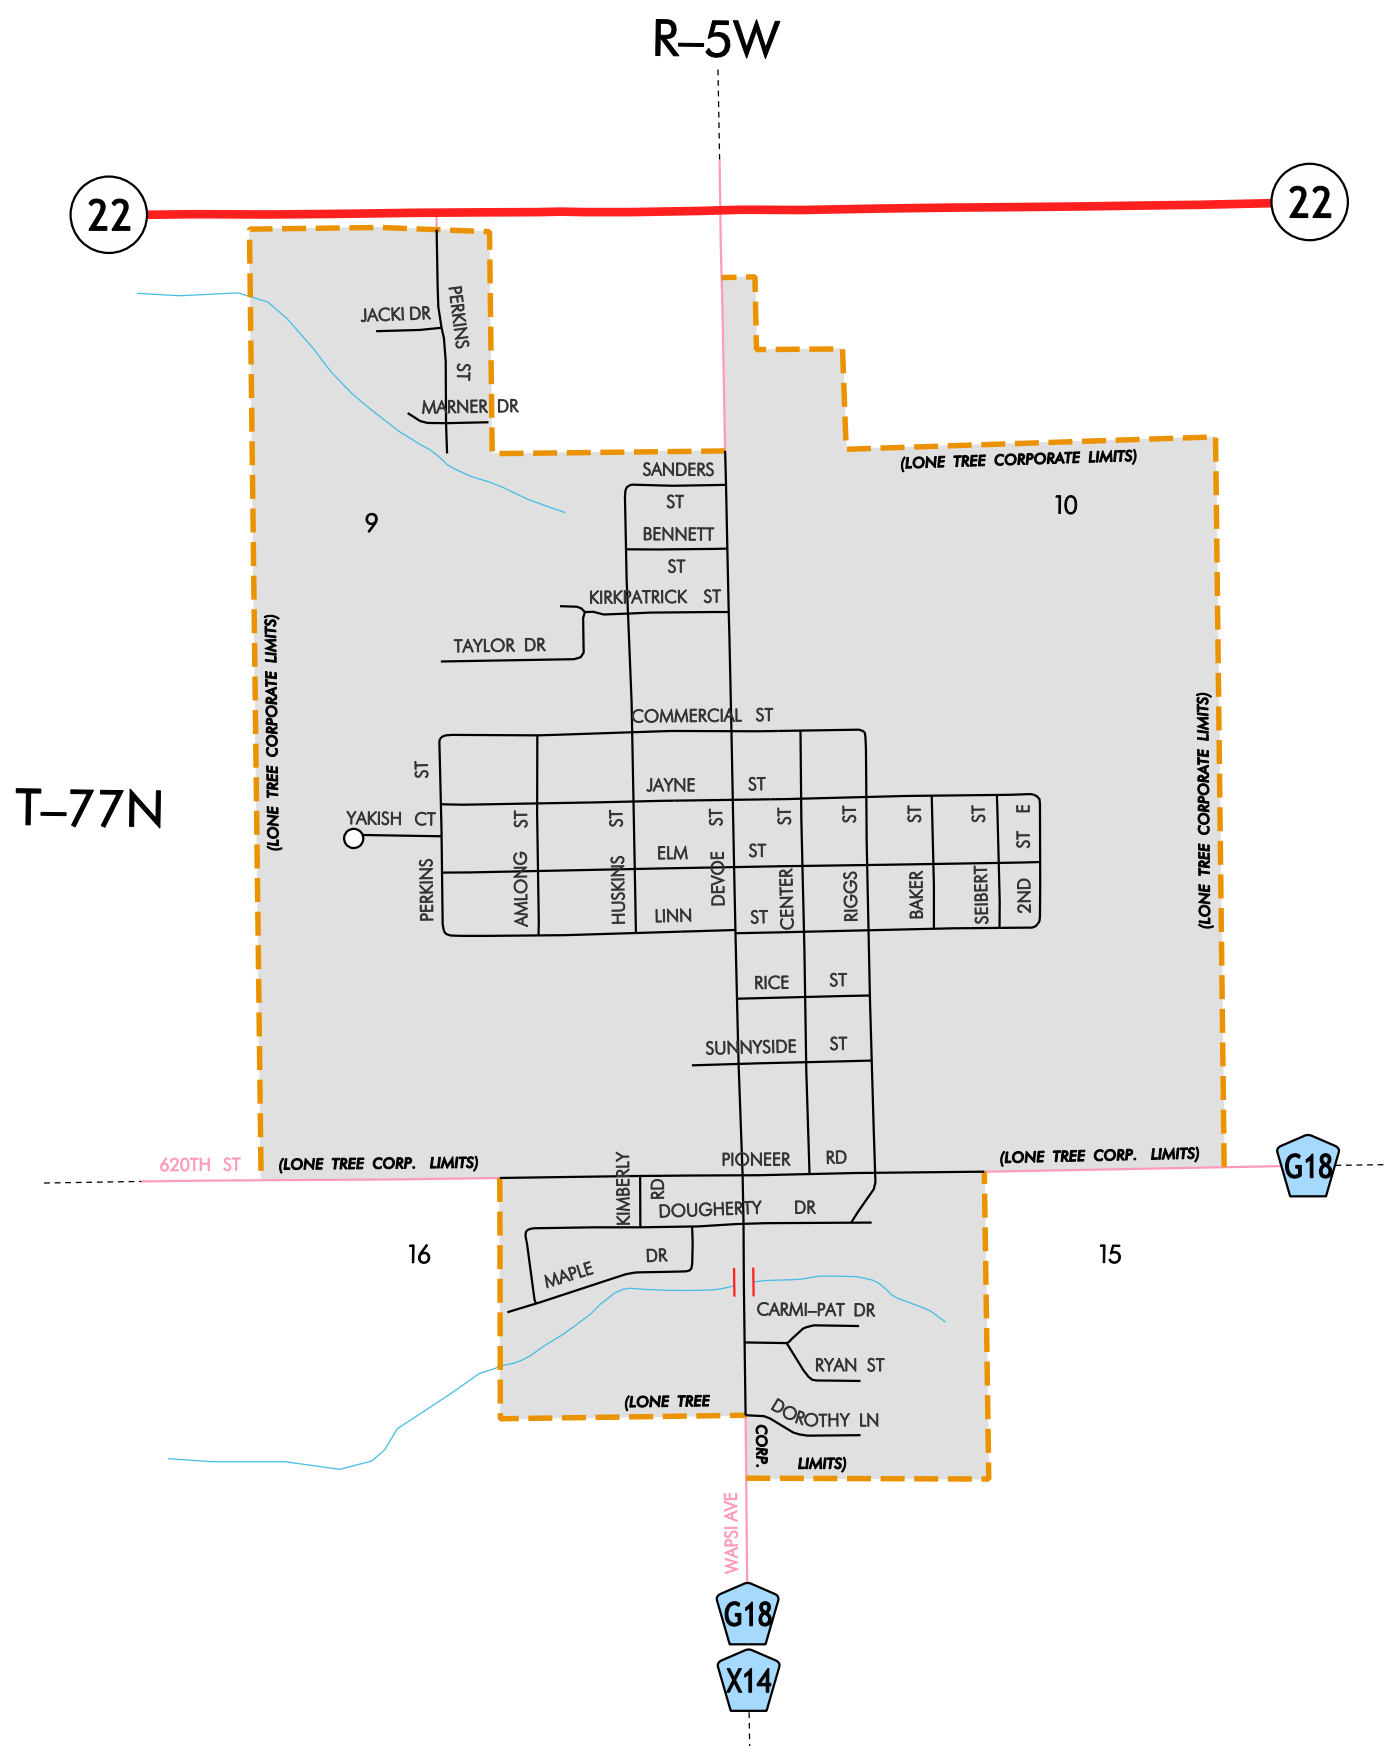 R–5W
22
22
JACKI DR
PERKINS ST
MARNER DR
(LONE TREE CORPORATE LIMITS)
SANDERS
ST
10
9
BENNETT
ST
KIRKPATRICK ST
TAYLOR DR
(LONE TREE CORPORATE LIMITS)
(LONE TREE CORPORATE LIMITS)
COMMERCIAL ST
T–77N
JAYNE ST
YAKISH CT
PERKINS ST
AMLONG ST
HUSKINS ST
DEVOE ST
CENTER ST
RIGGS ST
BAKER ST
SEIBERT ST
2ND ST E
ELM ST
LINN ST
RICE ST
SUNNYSIDE ST
620TH ST
(LONE TREE CORP. LIMITS)
PIONEER RD
(LONE TREE CORP. LIMITS)
G18
KIMBERLY RD
DOUGHERTY DR
16
15
MAPLE DR
CARMI–PAT DR
RYAN ST
(LONE TREE
DOROTHY LN
CORP.
LIMITS)
WAPSI AVE
G18
X14